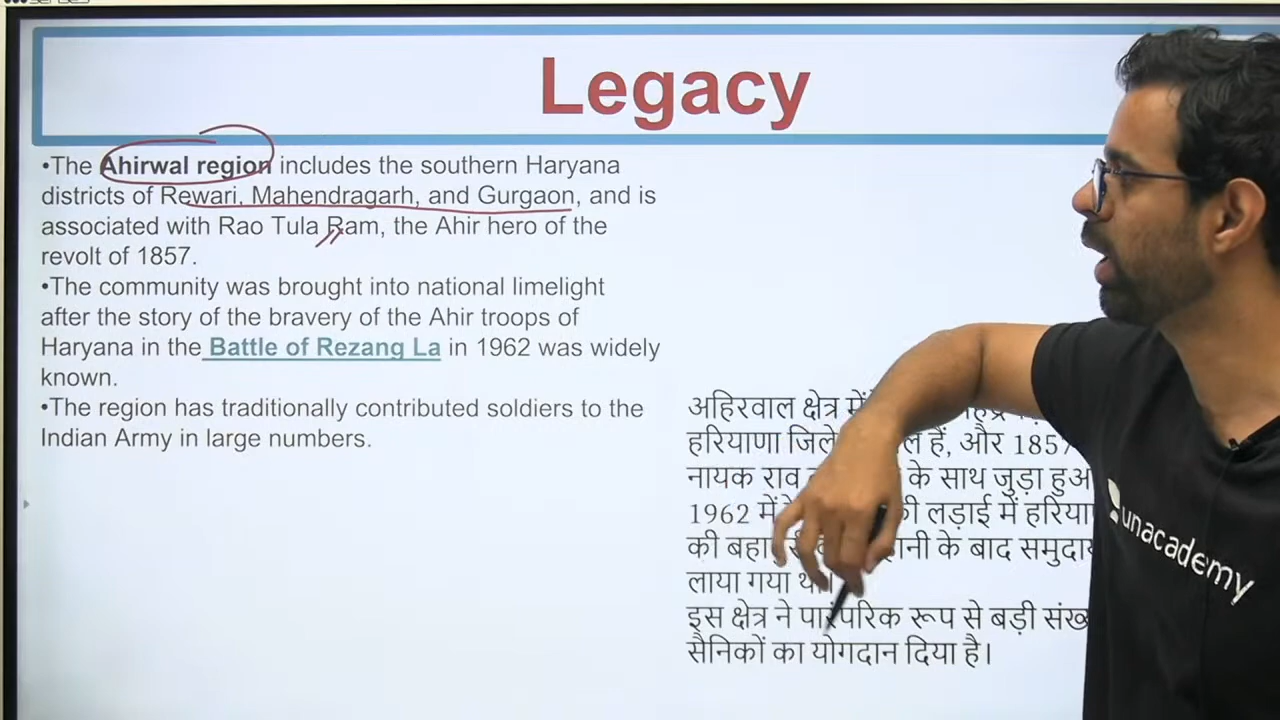 Legacy
•The Ahirwal region includes the southern Haryana
districts of Rewari, Mahendragarh, and Gurgaon, and is
associated with Rao Tula Ram, the Ahir hero of the
revolt of 1857.
•The community was brought into national limelight
after the story of the bravery of the Ahir troops of
Haryana in the Battle of Rezang La in 1962 was widely
known.
•The region has traditionally contributed soldiers to the
Indian Army in large numbers.
अहिरवाल क्षेत्र में
हरियाणा जिले हैं, और 1857
नायक राव के साथ जुड़ा हुआ
1962 में की लड़ाई में
की के बाद
लाया गया था।
इस क्षेत्र ने पारंपरिक रूप से बड़ी
सैनिकों का योगदान दिया है।
unacademy